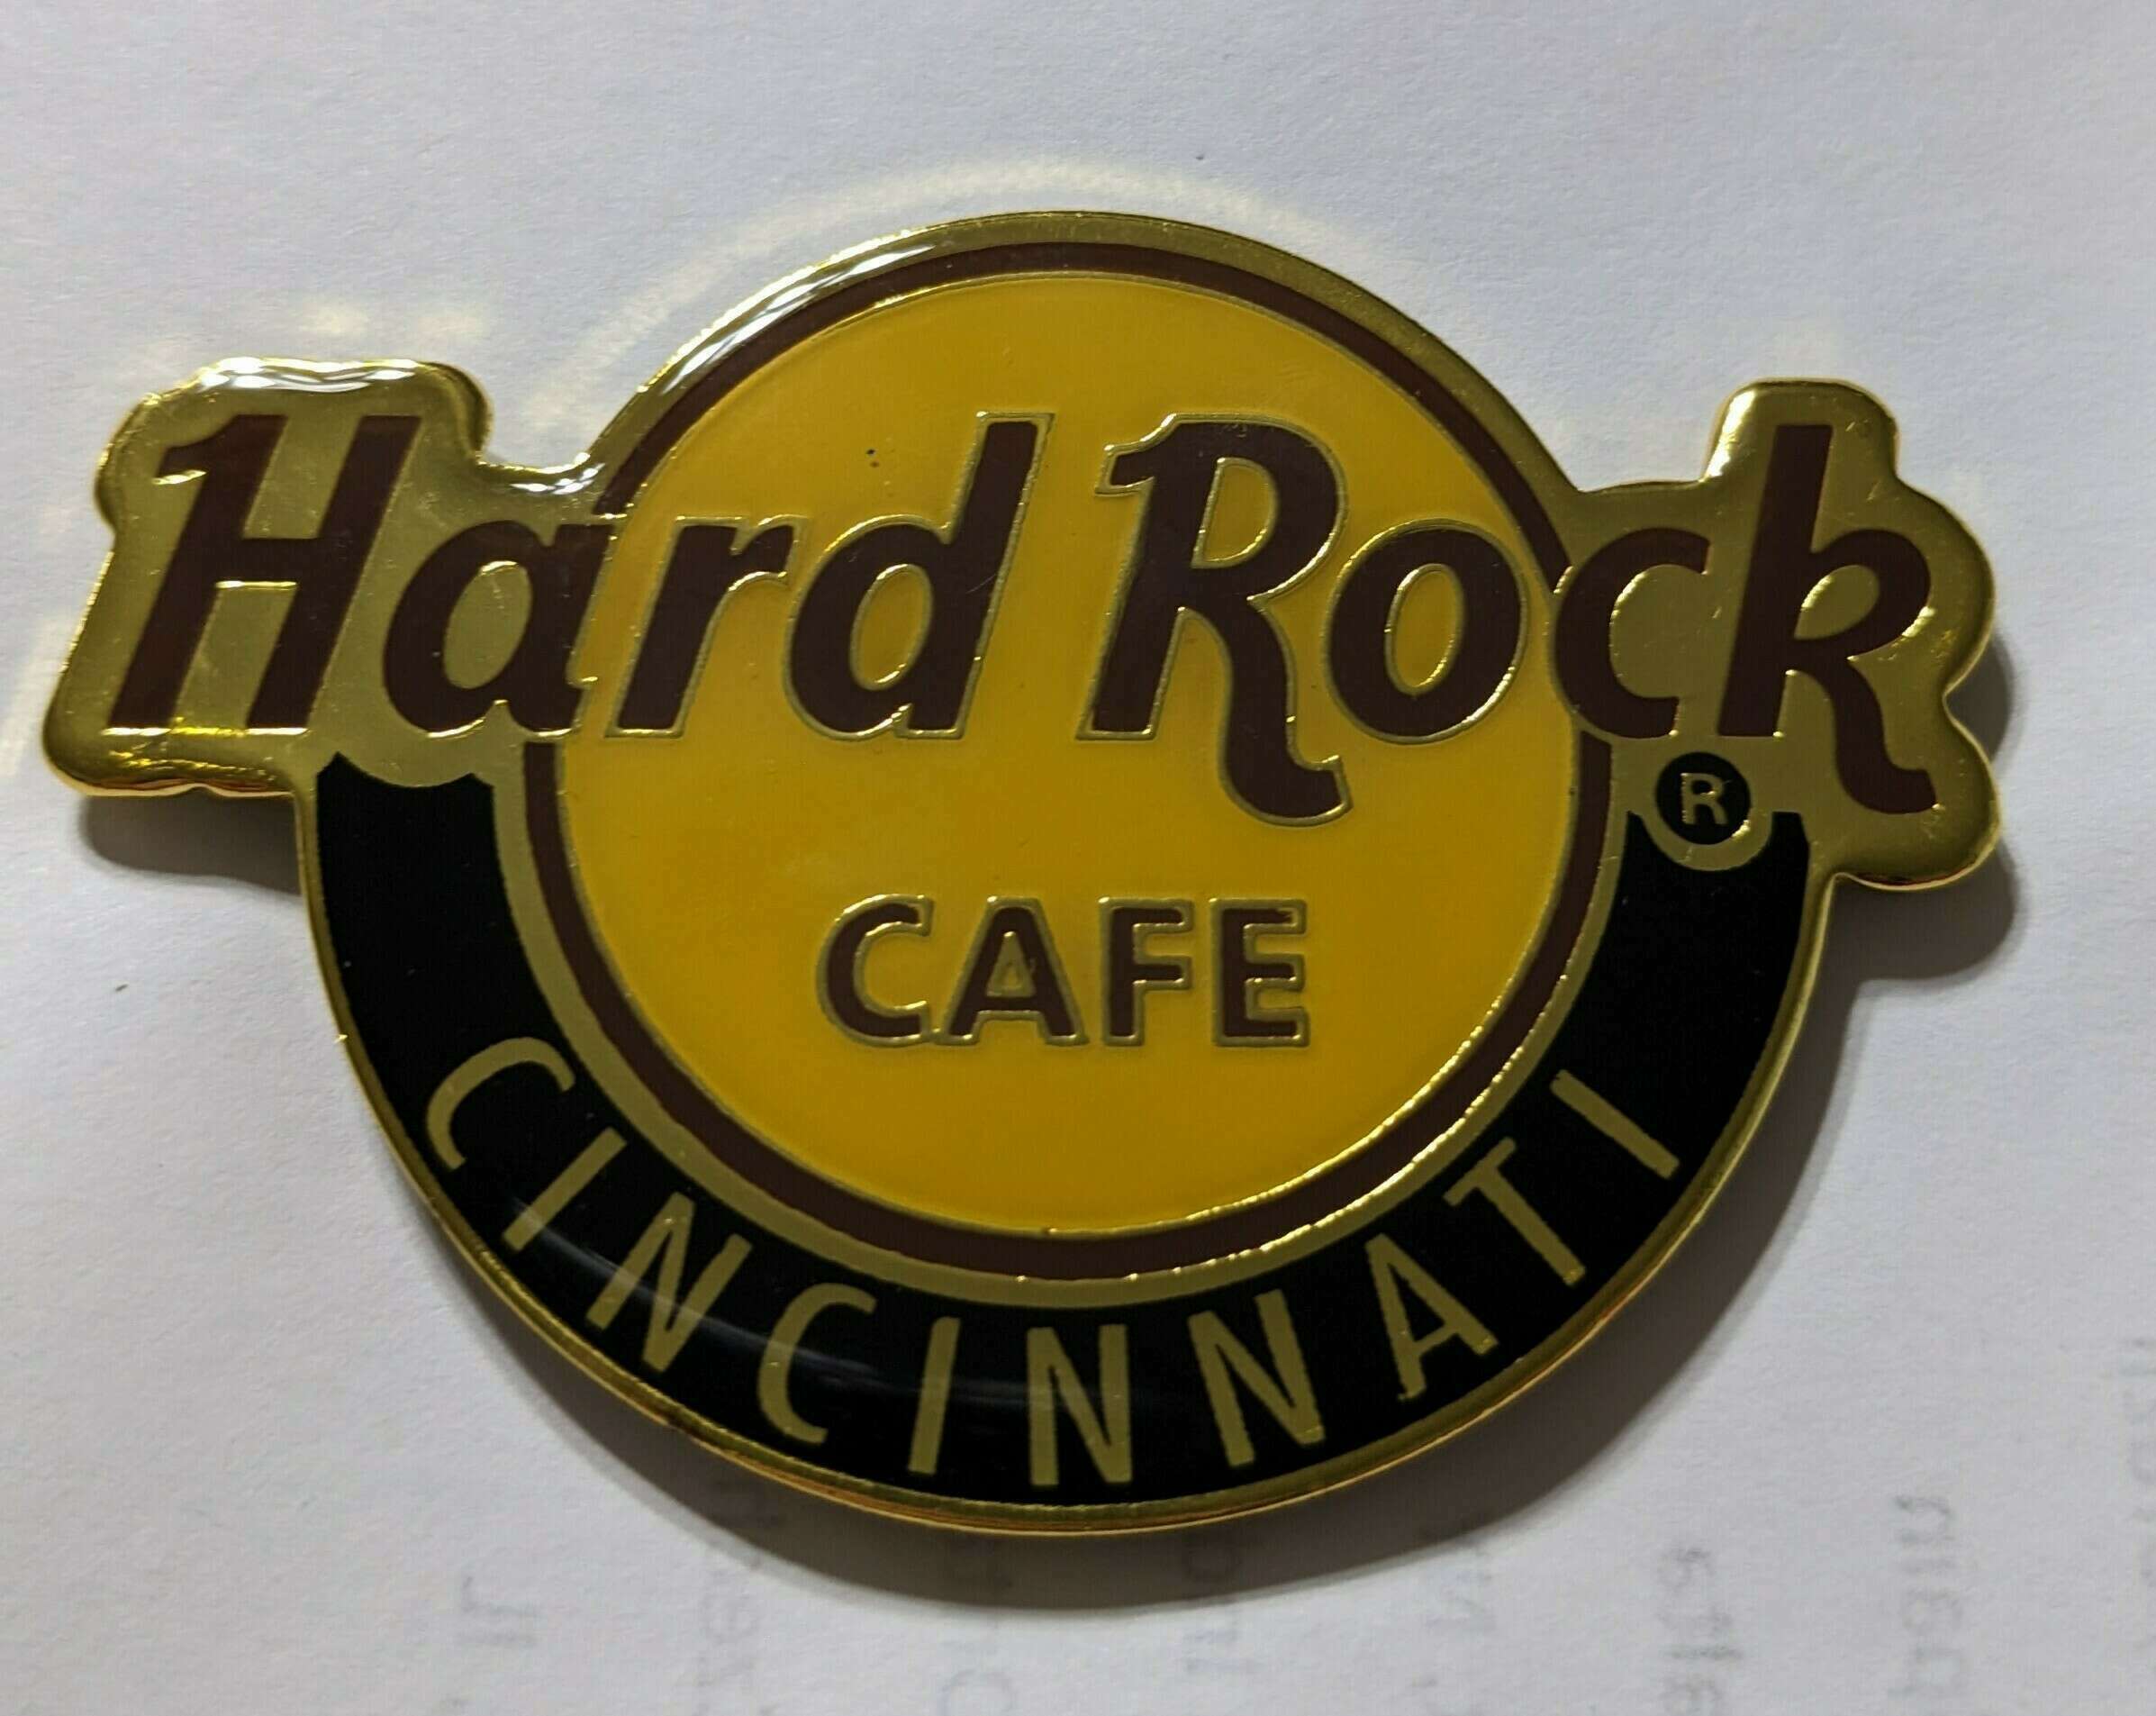 Hard Rock
®
CAFE
CINCINNATI